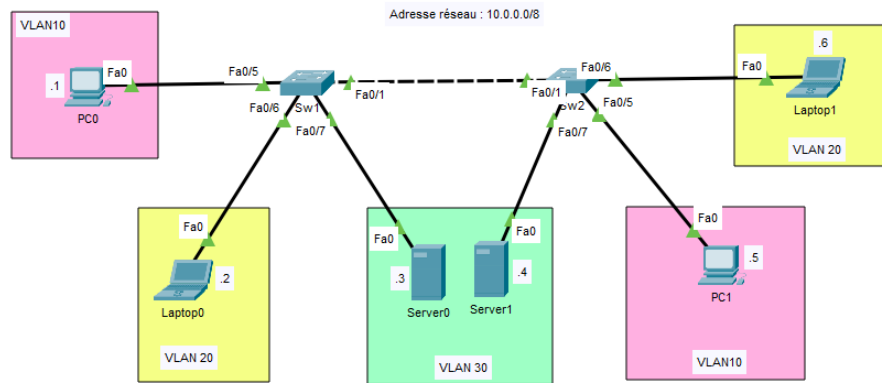 Adresse réseau : 10.0.0.0/8
VLAN10
.1
Fa0
PC0
Fa0/5
Sw1
Fa0/1
Fa0/6
Fa0/7
Fa0/1
Sw2
Fa0/6
Fa0/5
Fa0/7
Fa0
.6
Laptop1
VLAN 20
Fa0
.2
Laptop0
VLAN 20
Fa0
.3
Server0
Fa0
.4
Server1
VLAN 30
Fa0
.5
PC1
VLAN10